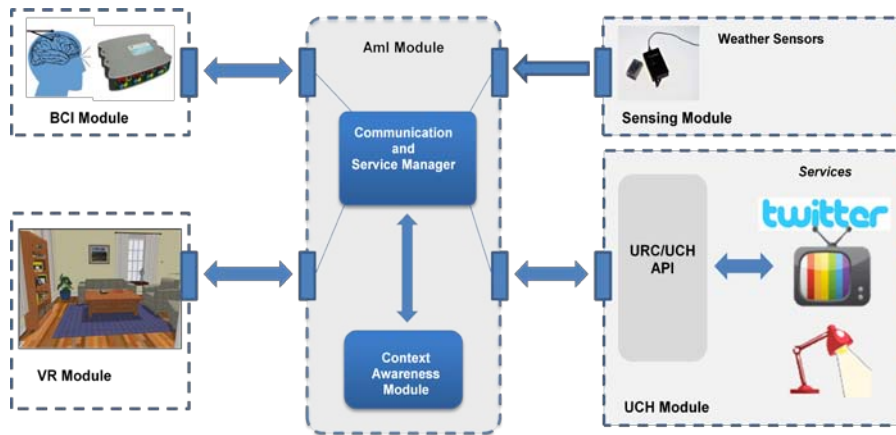 BCI Module
VR Module
AmI Module
Communication
and
Service Manager
Context
Awareness
Module
Weather Sensors
Sensing Module
Services
twitter
URC/UCH
API
UCH Module